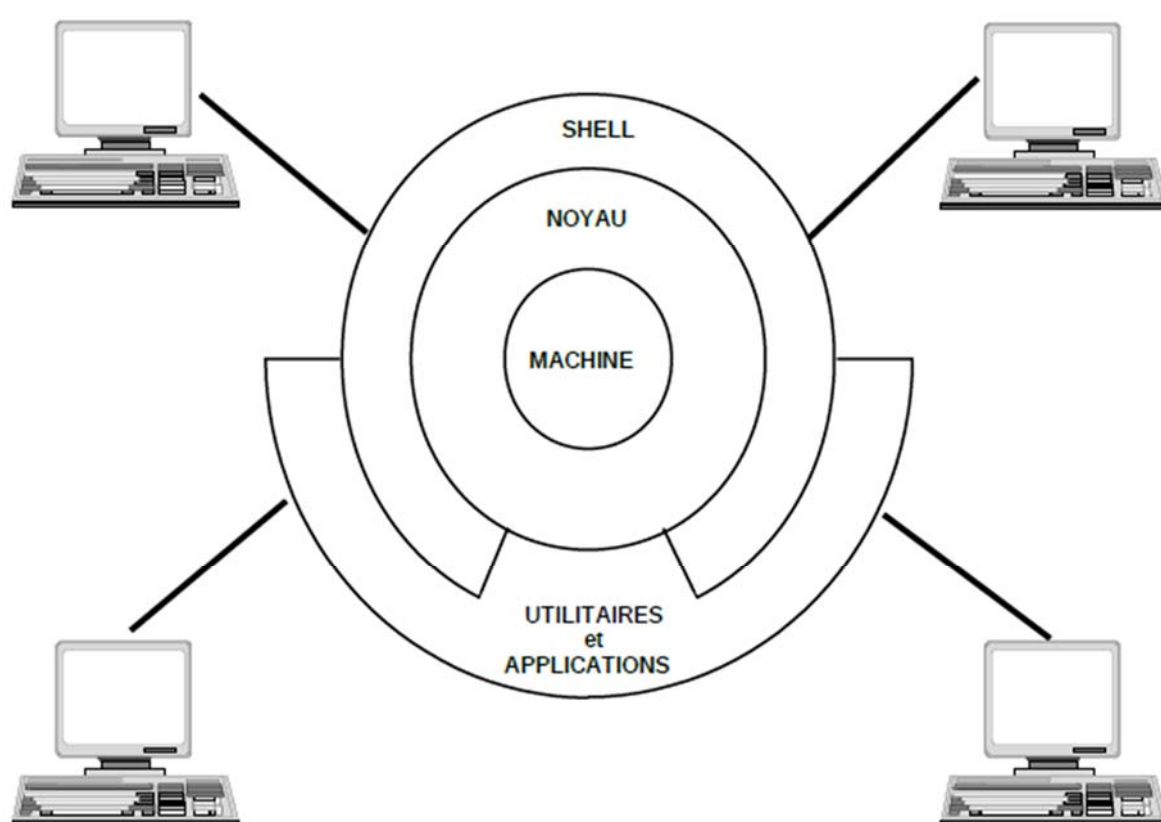 SHELL
NOYAU
MACHINE
UTILITAIRES
et
APPLICATIONS